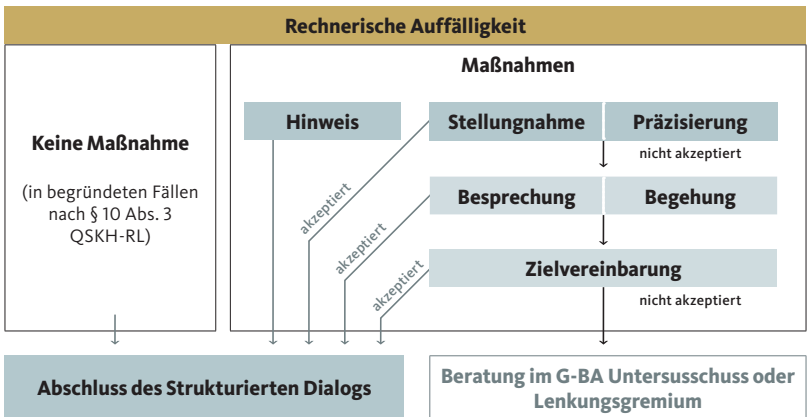 Rechnerische Auffälligkeit
Keine Maßnahme
(in begründeten Fällen
nach § 10 Abs. 3
QSKH-RL)
Maßnahmen
Hinweis
Stellungnahme
Präzisierung
nicht akzeptiert
akzeptiert
Besprechung
Begehung
akzeptiert
Zielvereinbarung
akzeptiert
nicht akzeptiert
Abschluss des Strukturierten Dialogs
Beratung im G-BA Untersusschuss oder
Lenkungsgremium